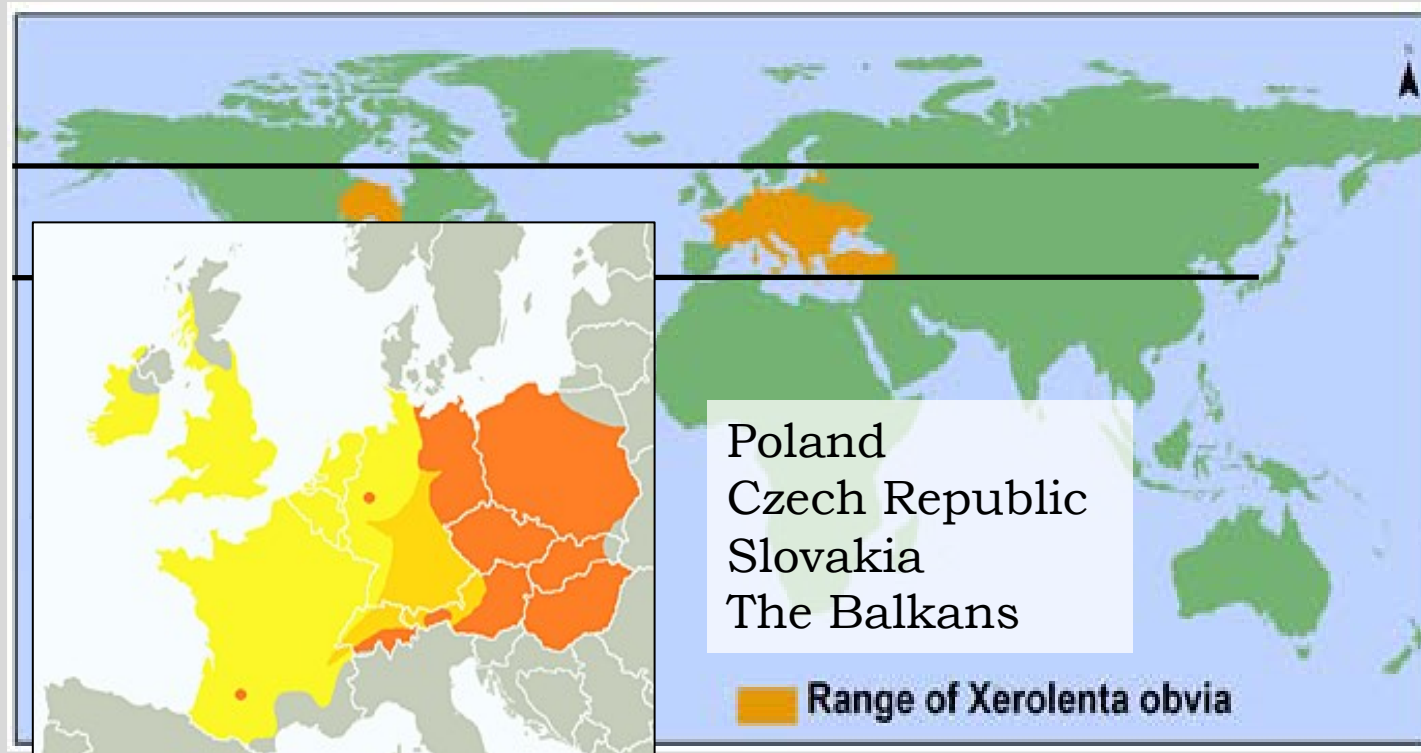 Poland
Czech Republic
Slovakia
The Balkans
Range of Xerolenta obvia